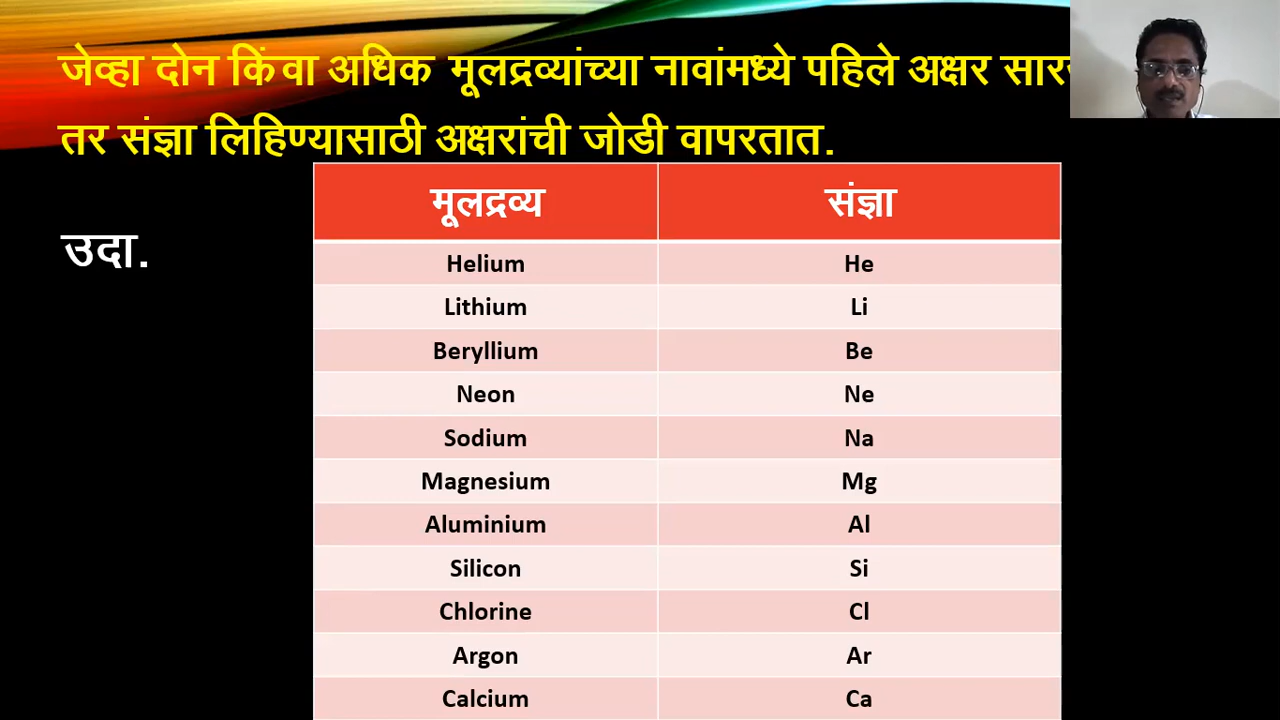 जेव्हा दोन किंवा अधिक मूलद्रव्यांच्या नावांमध्ये पहिले अक्षर
तर संज्ञा लिहिण्यासाठी अक्षरांची जोडी वापरतात.
उदा.
मूलद्रव्य संज्ञा
Helium He
Lithium Li
Beryllium Be
Neon Ne
Sodium Na
Magnesium Mg
Aluminium Al
Silicon Si
Chlorine Cl
Argon Ar
Calcium Ca